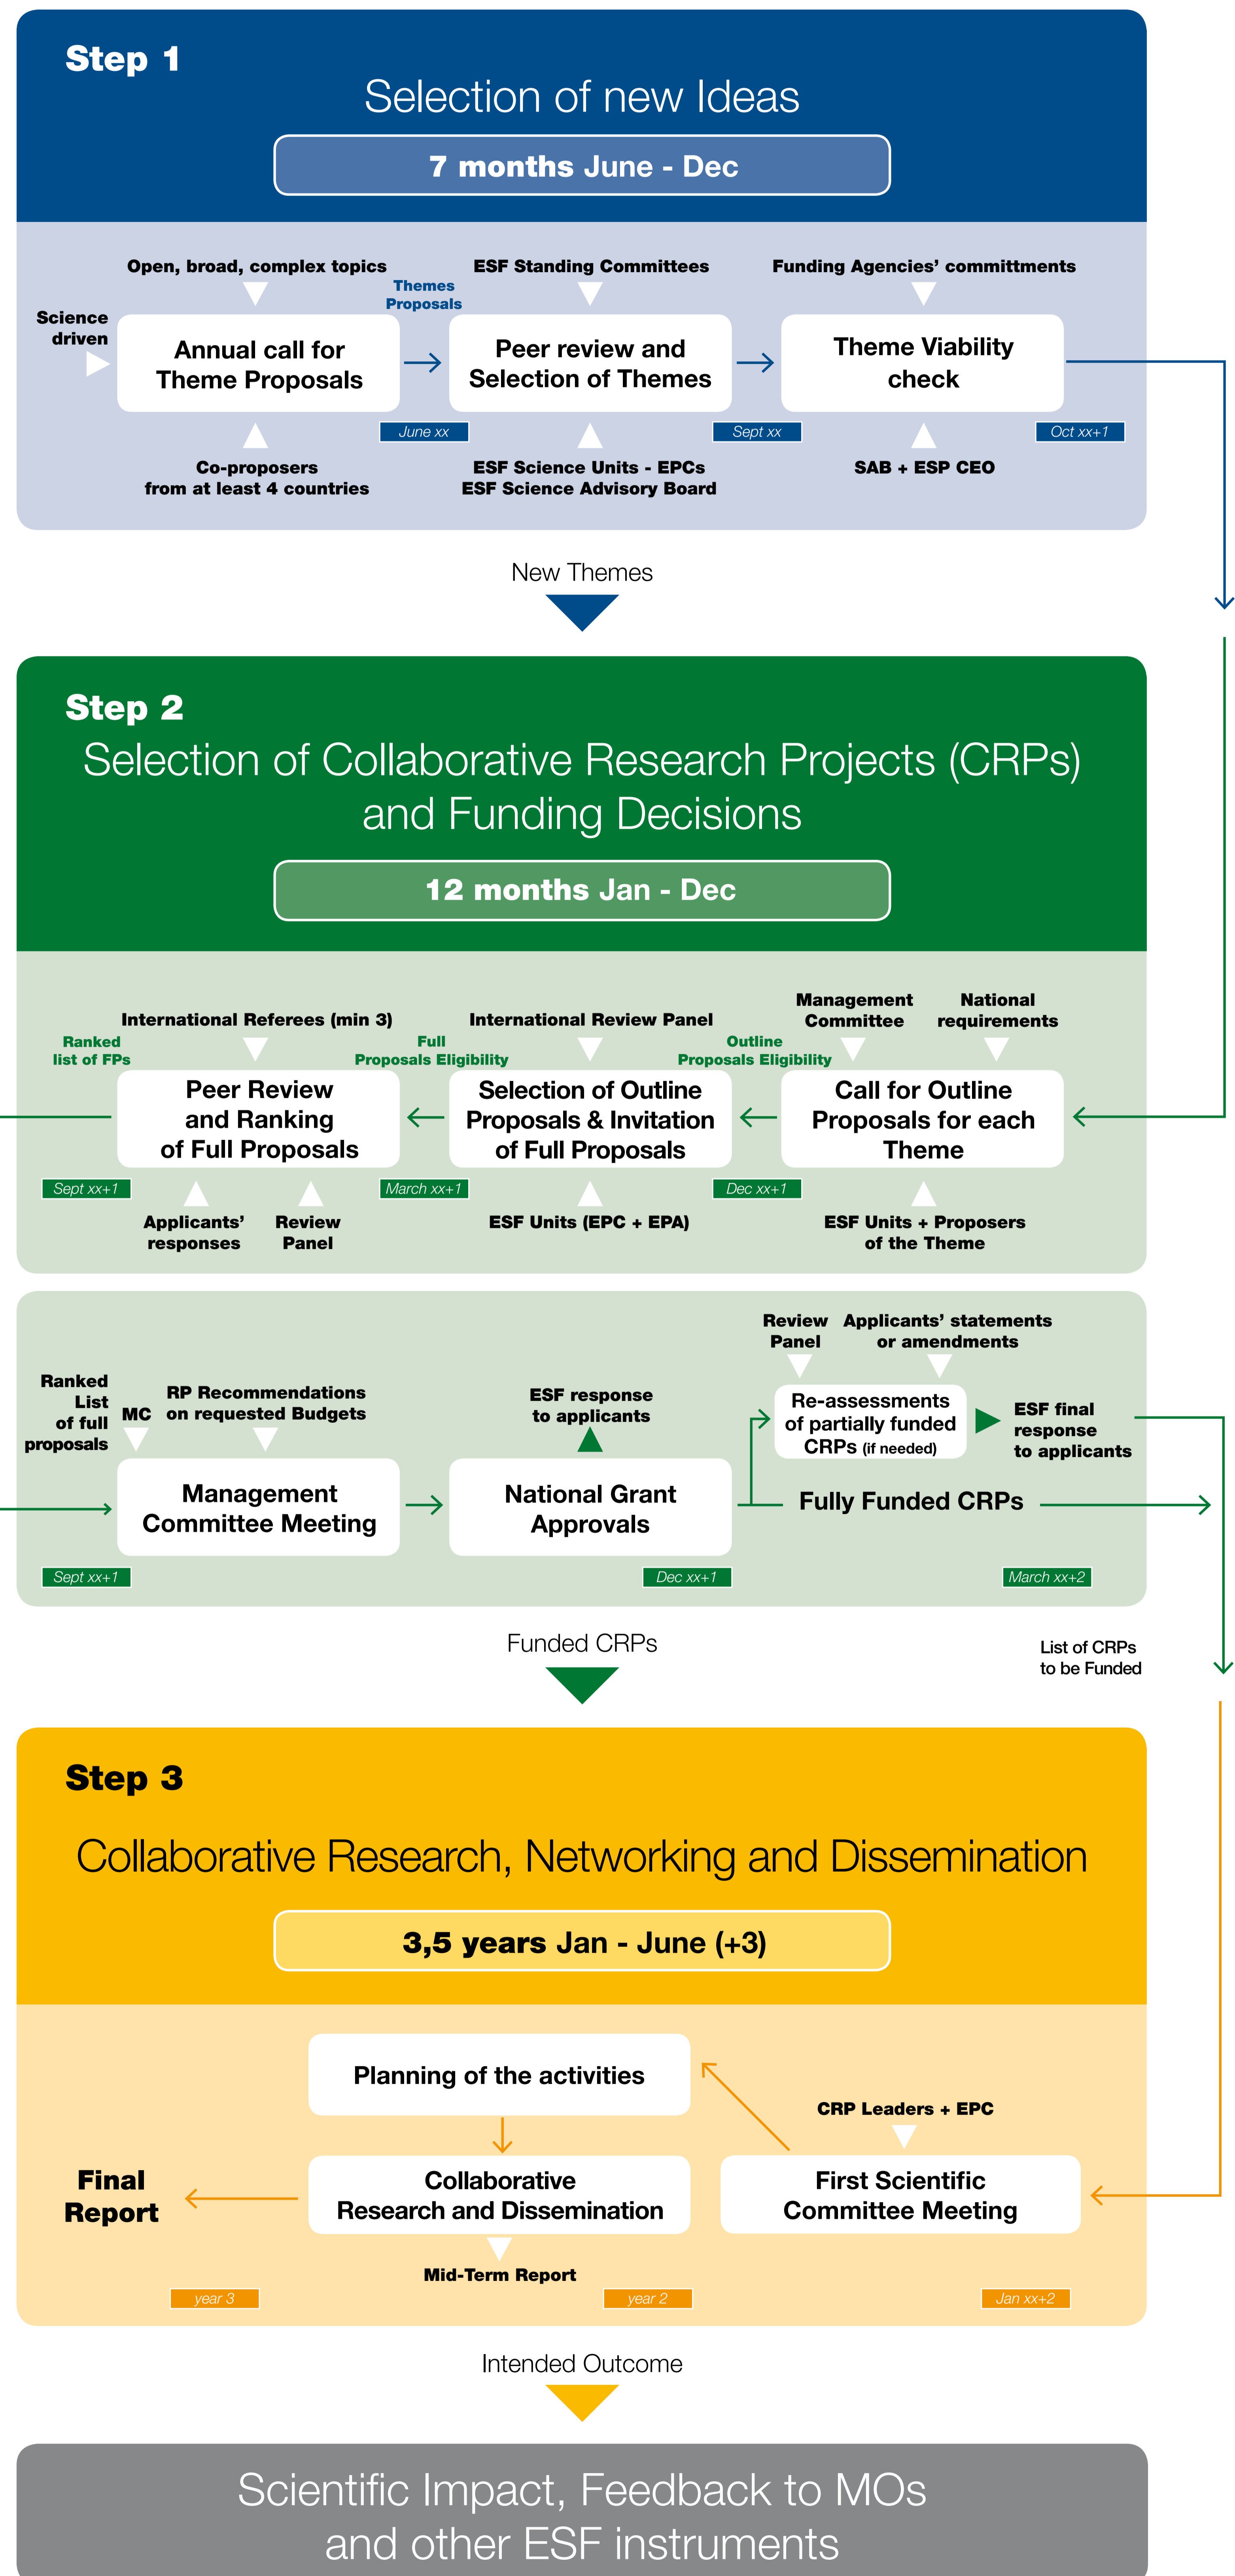 Step 1
Selection of new Ideas
7 months June - Dec
Open, broad, complex topics
ESF Standing Committees
Funding Agencies’ committments
Themes
Proposals
Science
driven
Annual call for
Theme Proposals
Peer review and
Selection of Themes
Theme Viability
check
June xx
Sept xx
Oct xx+1
Co-proposers
from at least 4 countries
ESF Science Units - EPCs
ESF Science Advisory Board
SAB + ESP CEO
New Themes
Step 2
Selection of Collaborative Research Projects (CRPs)
and Funding Decisions
12 months Jan - Dec
Management
Committee
National
requirements
International Referees (min 3)
International Review Panel
Ranked
list of FPs
Full
Proposals Eligibility
Outline
Proposals Eligibility
Peer Review
and Ranking
of Full Proposals
Selection of Outline
Proposals & Invitation
of Full Proposals
Call for Outline
Proposals for each
Theme
Sept xx+1
March xx+1
Dec xx+1
Applicants’
responses
Review
Panel
ESF Units (EPC + EPA)
ESF Units + Proposers
of the Theme
Review
Panel
Applicants’ statements
or amendments
Ranked
List
of full
proposals
MC
RP Recommendations
on requested Budgets
ESF response
to applicants
Re-assessments
of partially funded
CRPs (if needed)
ESF final
response
to applicants
Management
Committee Meeting
National Grant
Approvals
Fully Funded CRPs
Sept xx+1
Dec xx+1
March xx+2
Funded CRPs
List of CRPs
to be Funded
Step 3
Collaborative Research, Networking and Dissemination
3,5 years Jan - June (+3)
Planning of the activities
CRP Leaders + EPC
Final
Report
Collaborative
Research and Dissemination
First Scientific
Committee Meeting
Mid-Term Report
year 3
year 2
Jan xx+2
Intended Outcome
Scientific Impact, Feedback to MOs
and other ESF instruments